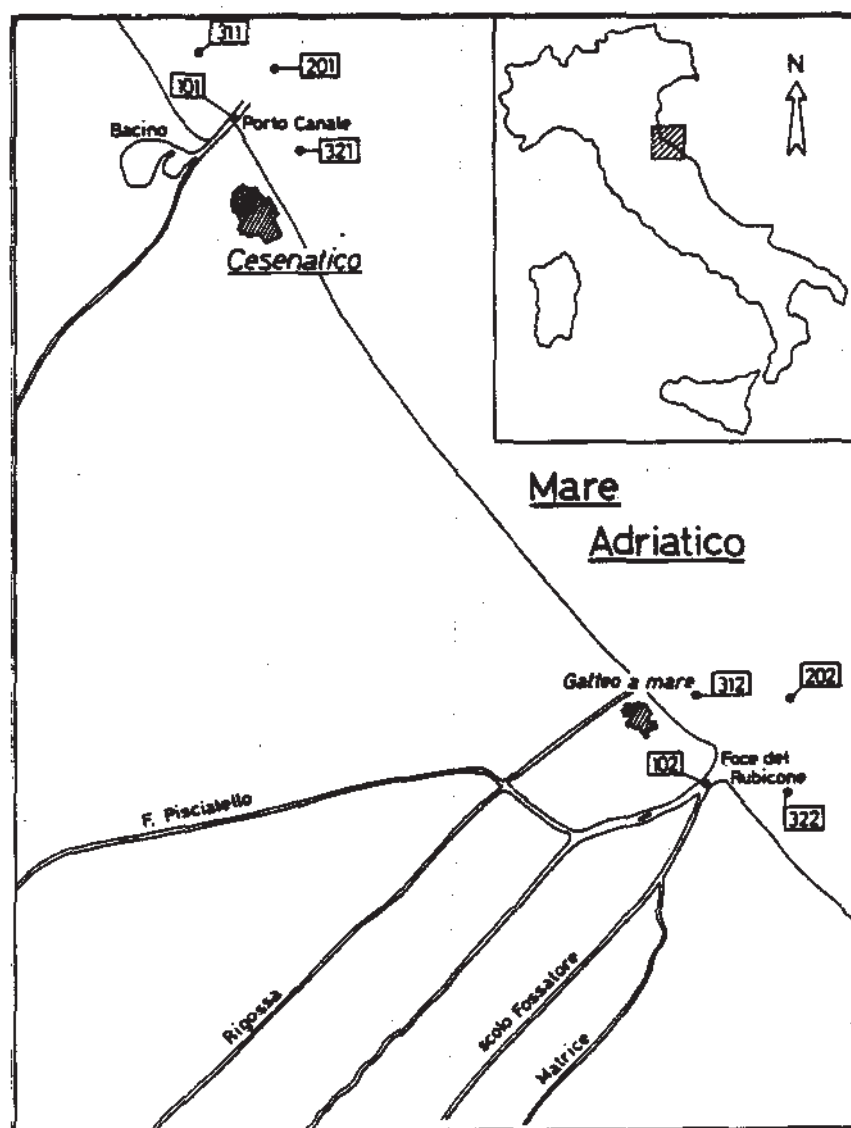 311
201
101
N
Bacino
Porto Canale
321
Cesenatico
Mare
Adriatico
Gatteo a mare
312
202
102
Foce del
Rubicone
322
F. Pisciatello
Rigossa
scolo Fossatore
Matrice